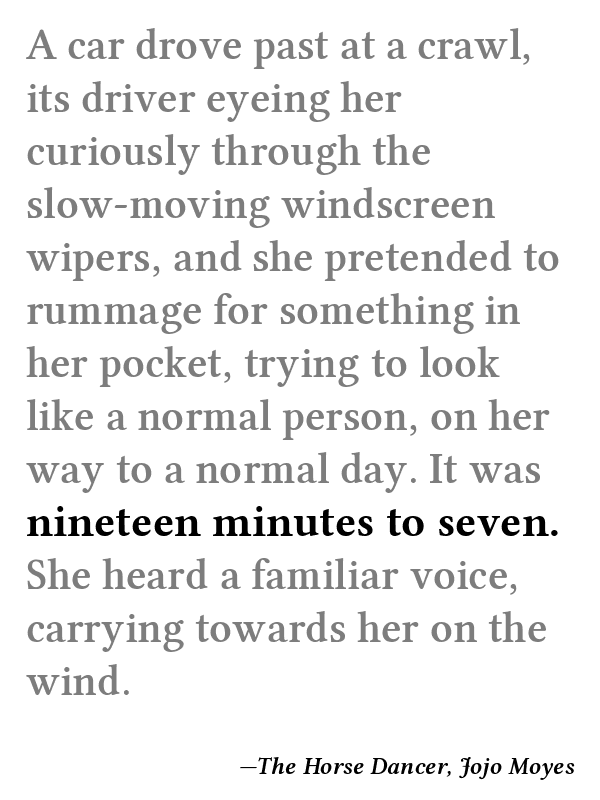 A car drove past at a crawl,
its driver eyeing her
curiously through the
slow-moving windscreen
wipers, and she pretended to
rummage for something in
her pocket, trying to look
like a normal person, on her
way to a normal day. It was
nineteen minutes to seven.
She heard a familiar voice,
carrying towards her on the
wind.
—The Horse Dancer, Jojo Moyes